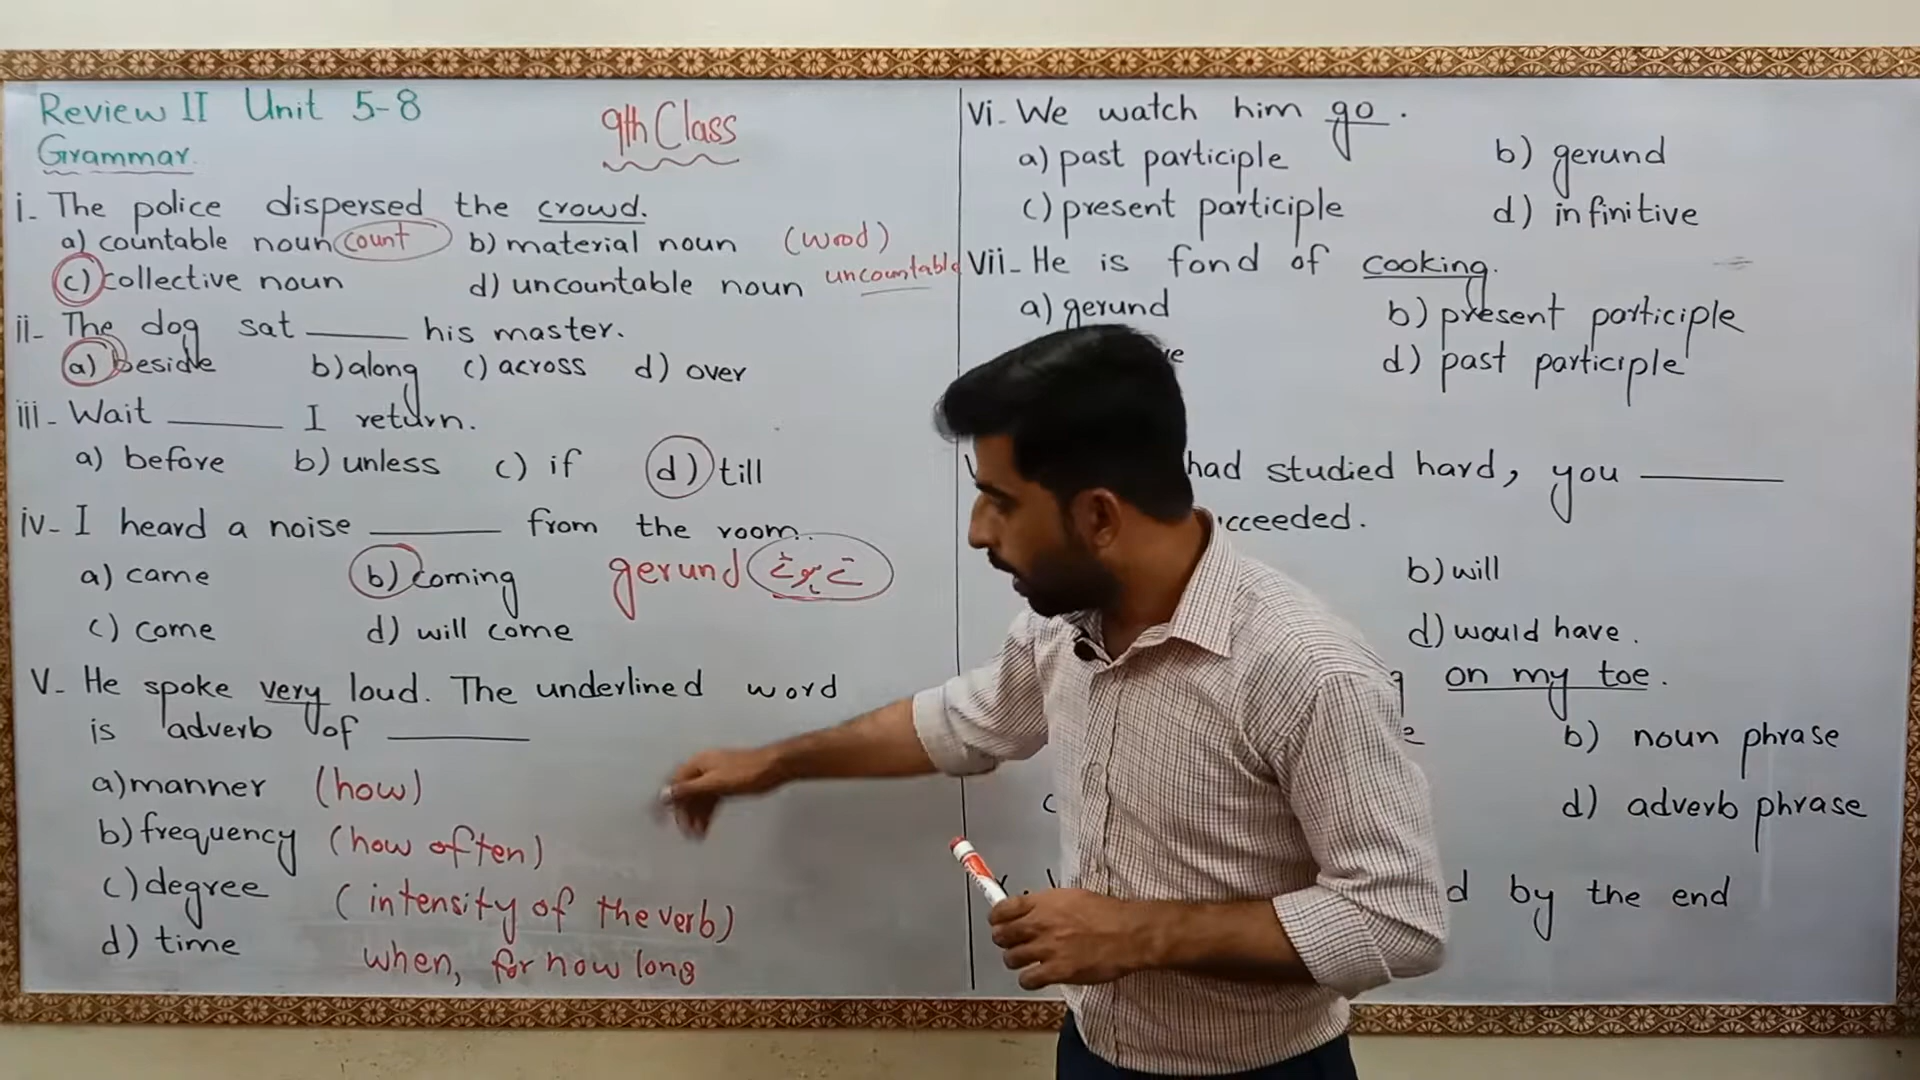 Review II Unit 5-8
9th Class
Grammar.
i- The police dispersed the crowd.
a) countable noun count b) material noun (wood)
c) collective noun d) uncountable noun uncountable
ii- The dog sat ______ his master.
a) beside b) along c) across d) over
iii- Wait ______ I return.
a) before b) unless c) if d) till
iv- I heard a noise ______ from the room.
a) came b) coming gerund
c) come d) will come
V- He spoke very loud. The underlined word
is adverb of ______
a) manner (how)
b) frequency (how often)
c) degree (intensity of the verb)
d) time when, for how long
Vi- We watch him go.
a) past participle b) gerund
c) present participle d) infinitive
Vii- He is fond of cooking.
a) gerund b) present participle
d) past participle
had studied hard, you ______
cceeded.
b) will
d) would have.
on my toe.
b) noun phrase
d) adverb phrase
by the end